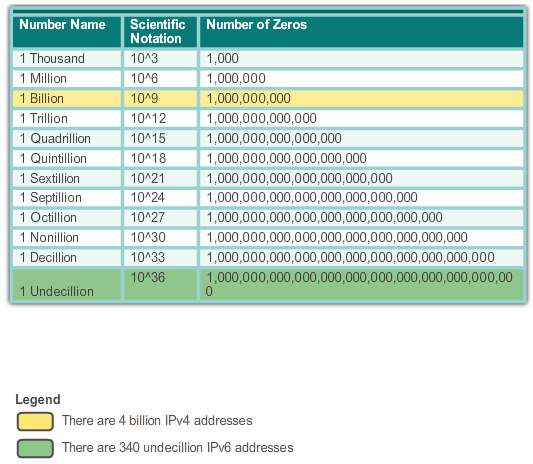 Number Name Scientific Notation Number of Zeros
1 Thousand 10^3 1,000
1 Million 10^6 1,000,000
1 Billion 10^9 1,000,000,000
1 Trillion 10^12 1,000,000,000,000
1 Quadrillion 10^15 1,000,000,000,000,000
1 Quintillion 10^18 1,000,000,000,000,000,000
1 Sextillion 10^21 1,000,000,000,000,000,000,000
1 Septillion 10^24 1,000,000,000,000,000,000,000,000
1 Octillion 10^27 1,000,000,000,000,000,000,000,000,000
1 Nonillion 10^30 1,000,000,000,000,000,000,000,000,000,000
1 Decillion 10^33 1,000,000,000,000,000,000,000,000,000,000,000
1 Undecillion 10^36 1,000,000,000,000,000,000,000,000,000,000,000,00
0
Legend
There are 4 billion IPv4 addresses
There are 340 undecillion IPv6 addresses